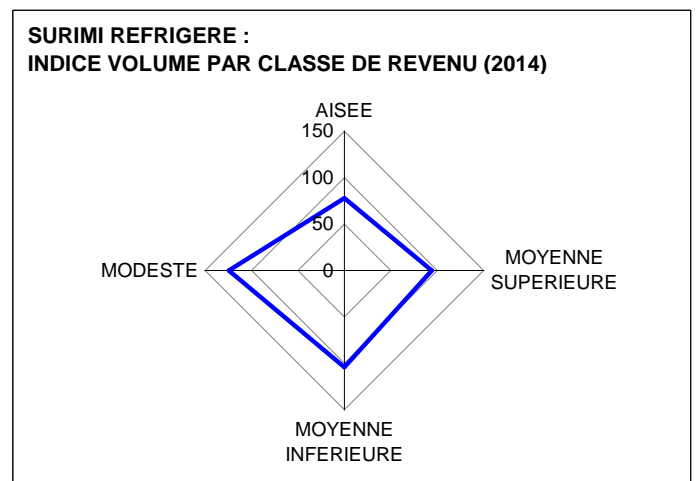 SURIMI REFRIGERE :
INDICE VOLUME PAR CLASSE DE REVENU (2014)
AISEE
150
100
50
0
MODESTE
MOYENNE
SUPERIEURE
MOYENNE
INFERIEURE